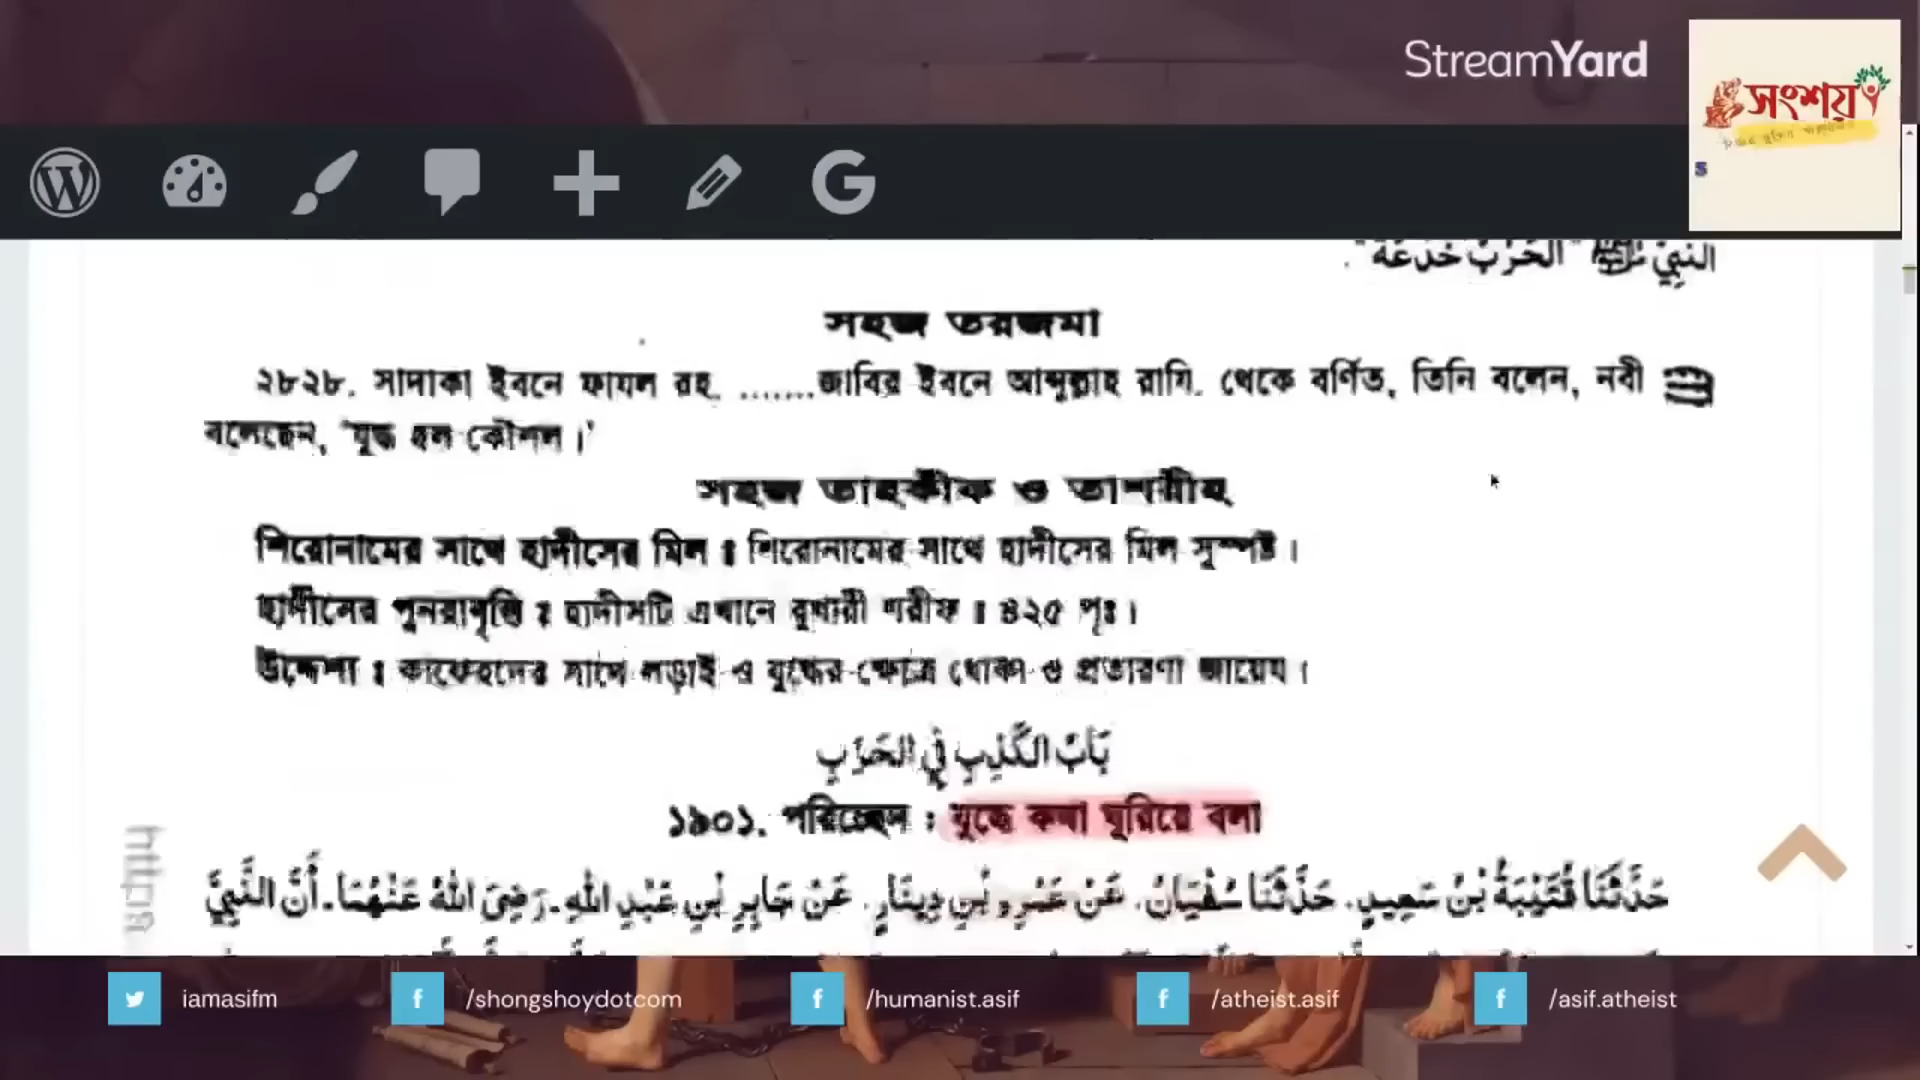 StreamYard
সংশয়
S
النبي ﷺ "الحرب خدعة".
সহজ তরজমা
২৮২৮. সাদাকা ইবনে ফাযল রহ. .......জাবির ইবনে আব্দুল্লাহ রাযি. থেকে বর্ণিত, তিনি বলেন, নবী ﷺ
বলেছেন, 'যুদ্ধ হল কৌশল।'
সহজ তাহকীক ও তাশরীহ
শিরোনামের সাথে হাদীসের মিল : শিরোনামের সাথে হাদীসের মিল সুস্পষ্ট।
হাদীসের পুনরাবৃত্তি : হাদীসটি এখানে বুখারী শরীফ : ৪২৫ পৃঃ।
উদ্দেশ্য : কাফেরদের সাথে লড়াই ও যুদ্ধের ক্ষেত্রে ধোকা ও প্রতারণা জায়েয।
بَابُ الْكَذِبِ فِي الْحَرْبِ
১৯০১. পরিচ্ছেদ : যুদ্ধে কথা ঘুরিয়ে বলা
حَدَّثَنَا قُتَيْبَةُ بْنُ سَعِيدٍ. حَدَّثَنَا سُفْيَانُ. عَنْ عَمْرِو بْنِ دِينَارٍ. عَنْ جَابِرِ بْنِ عَبْدِ اللهِ. رَضِيَ اللهُ عَنْهُمَا. أَنَّ النَّبِيَّ
https
iamasifm
/shongshoydotcom
/humanist.asif
/atheist.asif
/asif.atheist